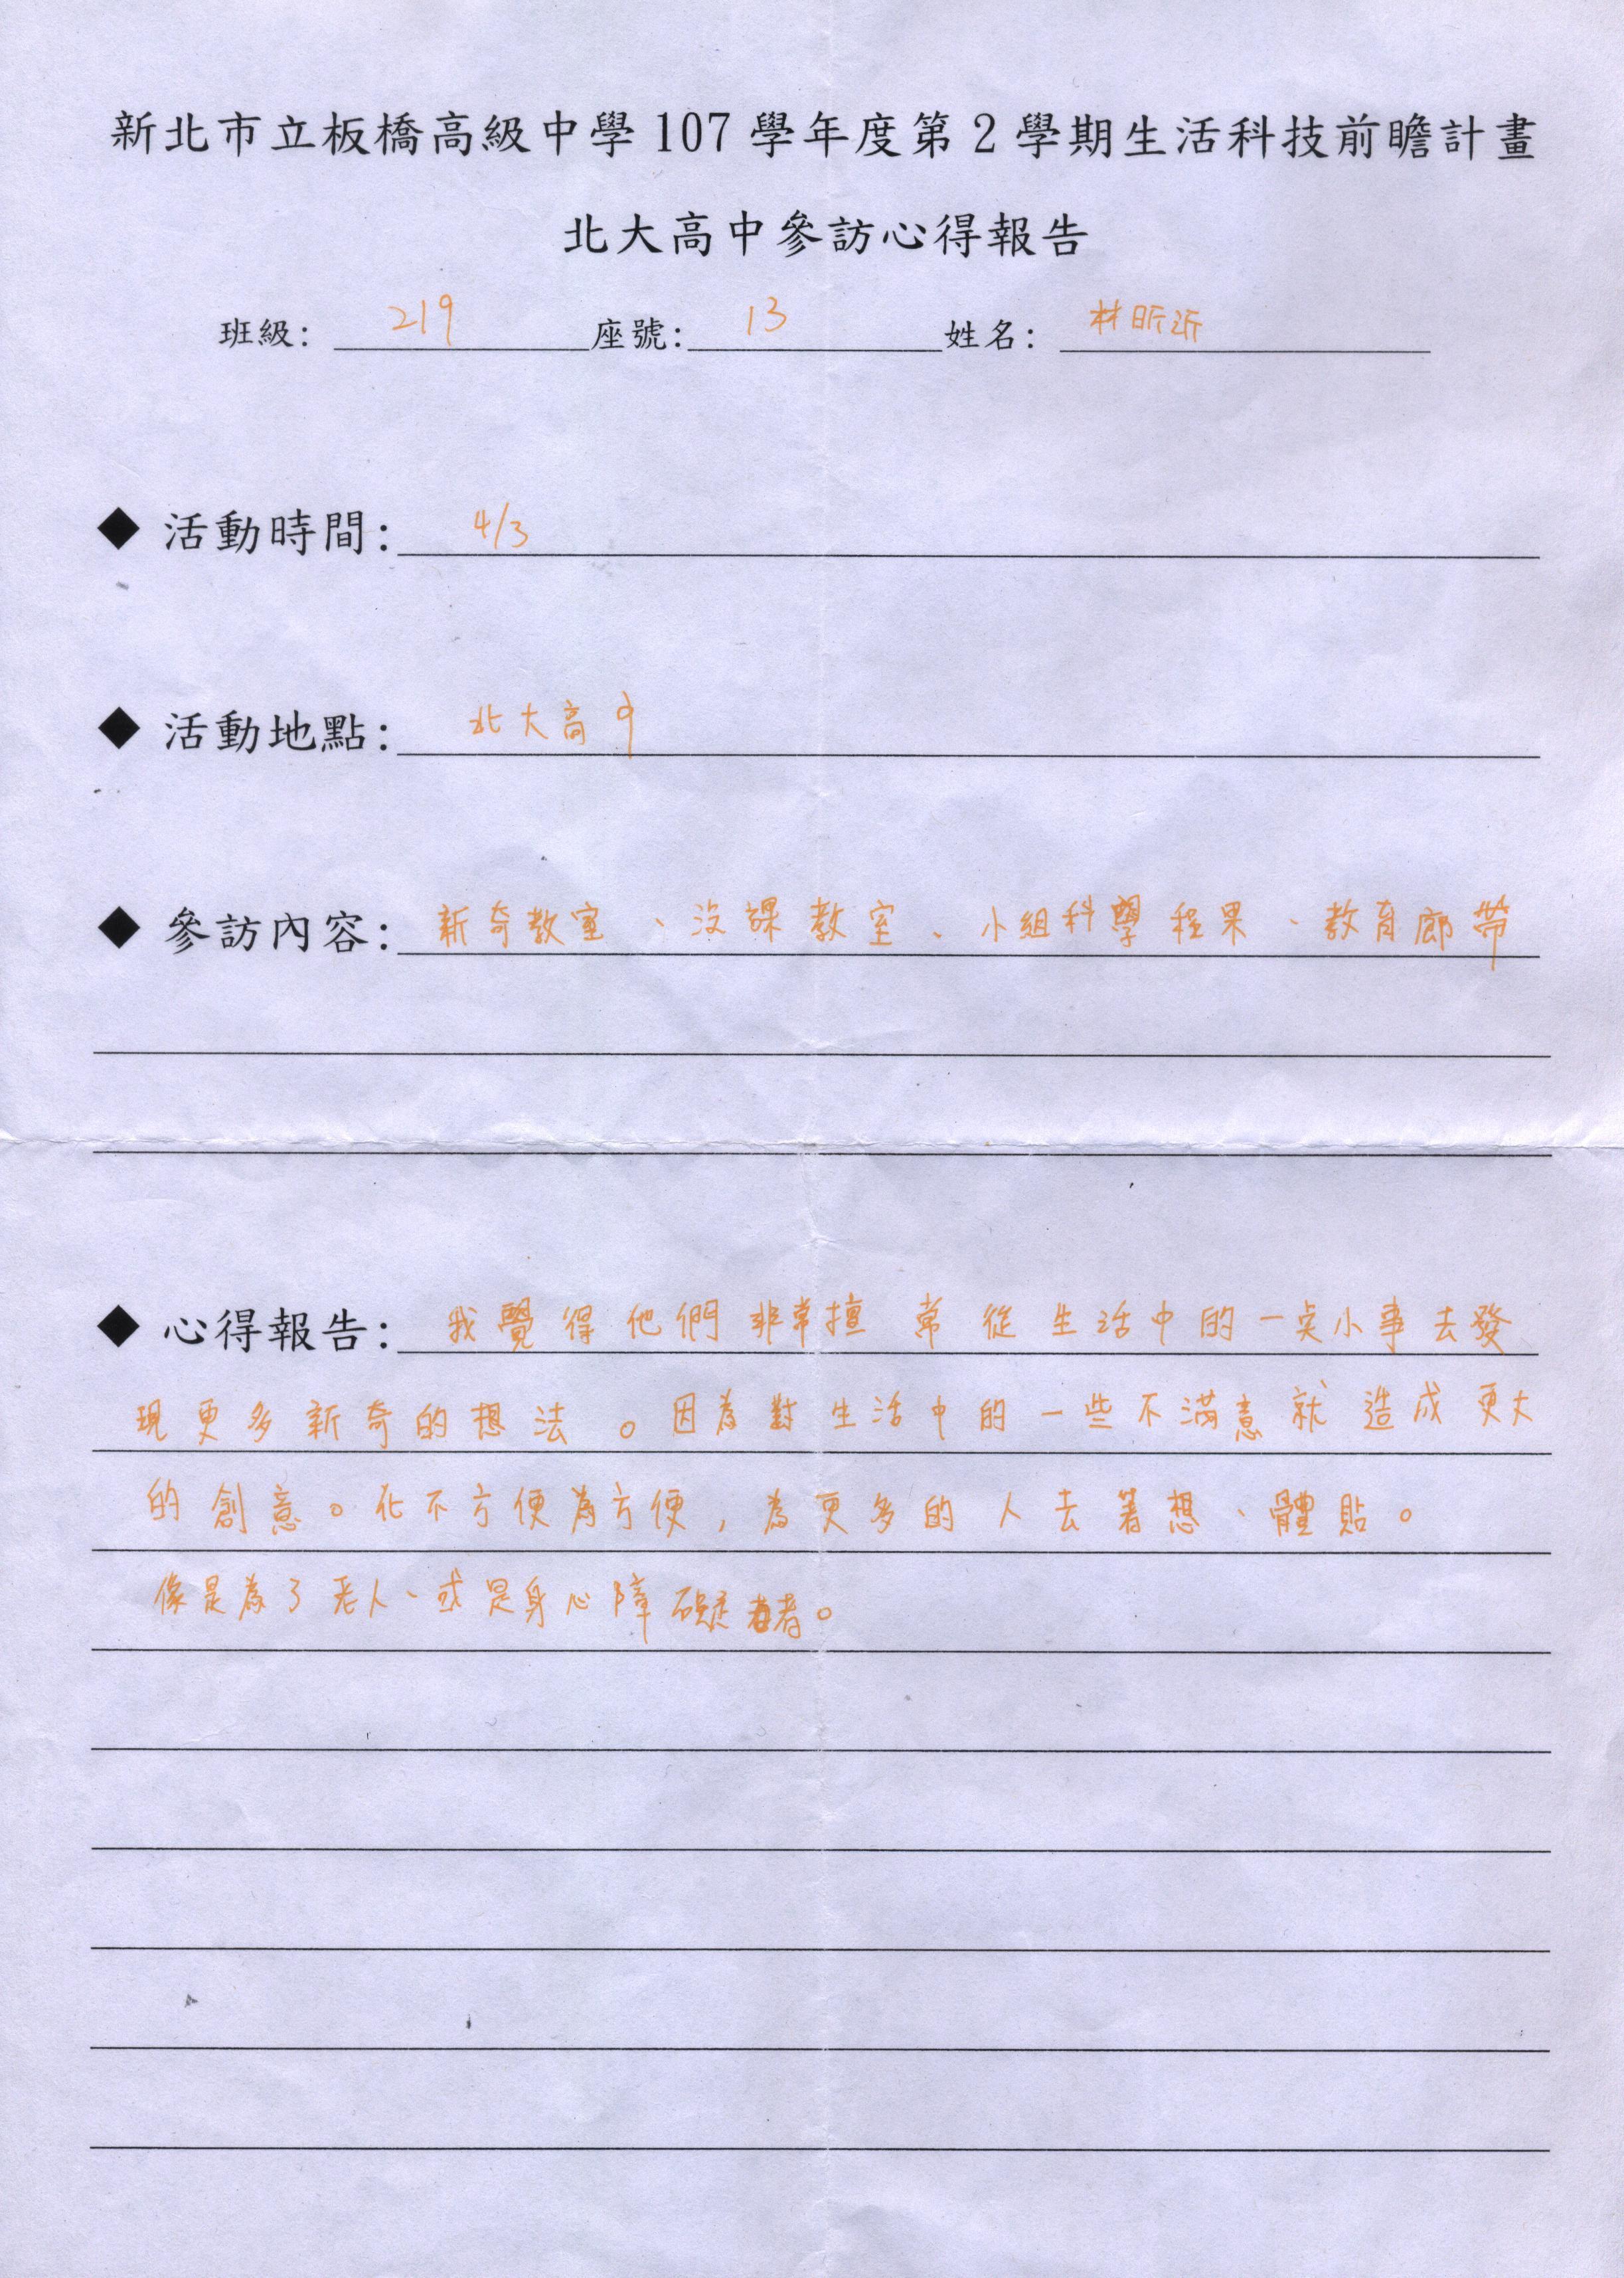 新北市立板橋高級中學 107 學年度第 2 學期生活科技前瞻計畫
北大高中參訪心得報告
班級: 219 座號: 13 姓名: 林昕沂
◆ 活動時間: 4/3
◆ 活動地點: 北大高中
◆ 參訪內容: 新奇教室、沒課教室、小組科學程果、教育廊帶
◆ 心得報告: 我覺得他們非常擅常從生活中的一點小事去發
現更多新奇的想法。因為對生活中的一些不滿意就造成更大
的創意。化不方便為方便,為更多的人去著想、體貼。
像是為了老人、或是身心障礙者。